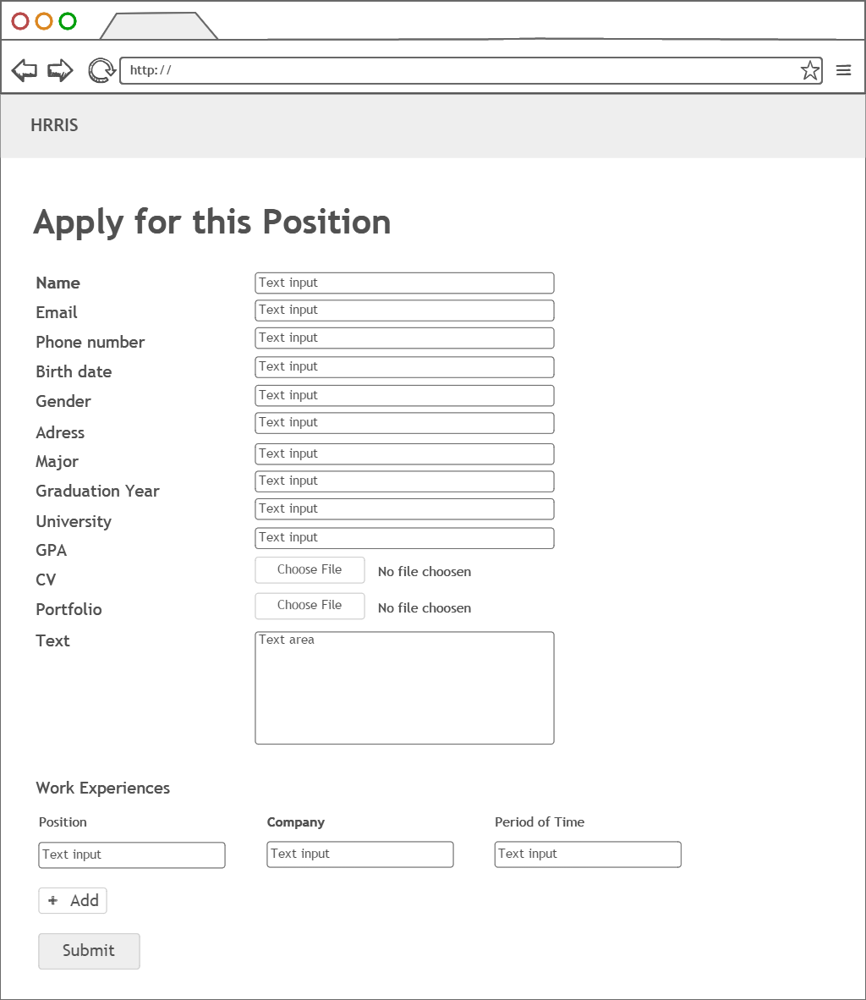 http://
HRRIS
Apply for this Position
Name Text input
Email Text input
Phone number Text input
Birth date Text input
Gender Text input
Adress Text input
Major Text input
Graduation Year Text input
University Text input
GPA Text input
CV Choose File No file choosen
Portfolio Choose File No file choosen
Text Text area
Work Experiences
Position Company Period of Time
Text input Text input Text input
+ Add
Submit